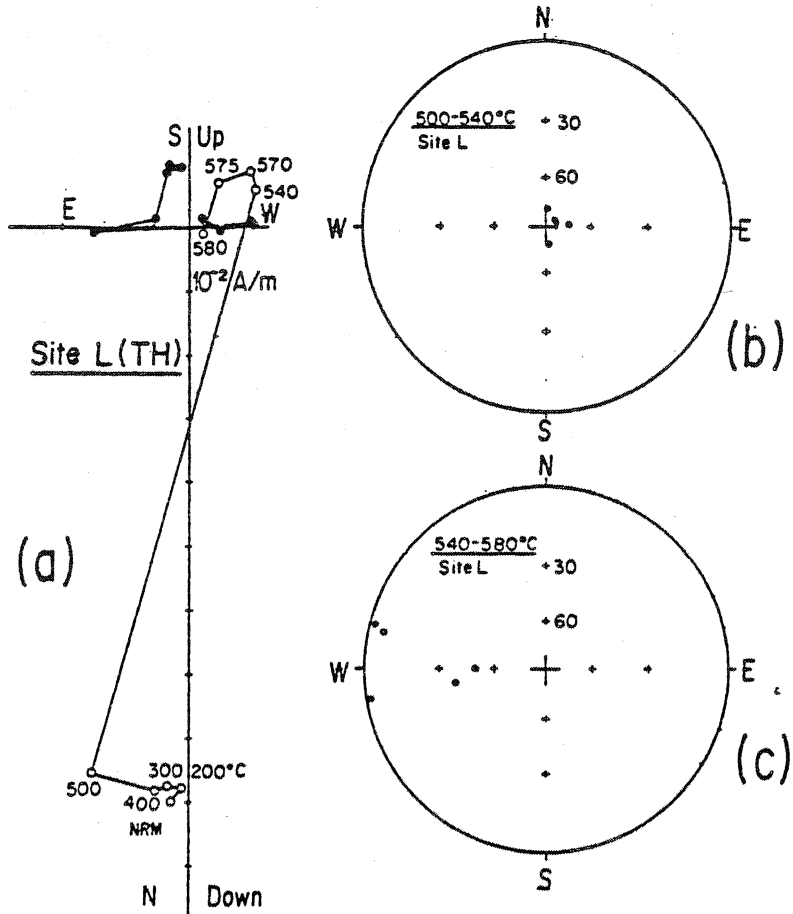 S Up
575
570
540
E
W
580
10⁻² A/m
Site L (TH)
(a)
500
300
200°C
400
NRM
N Down
N
500-540°C
Site L
30
60
W
E
S
(b)
N
540-580°C
Site L
30
60
W
E
S
(c)